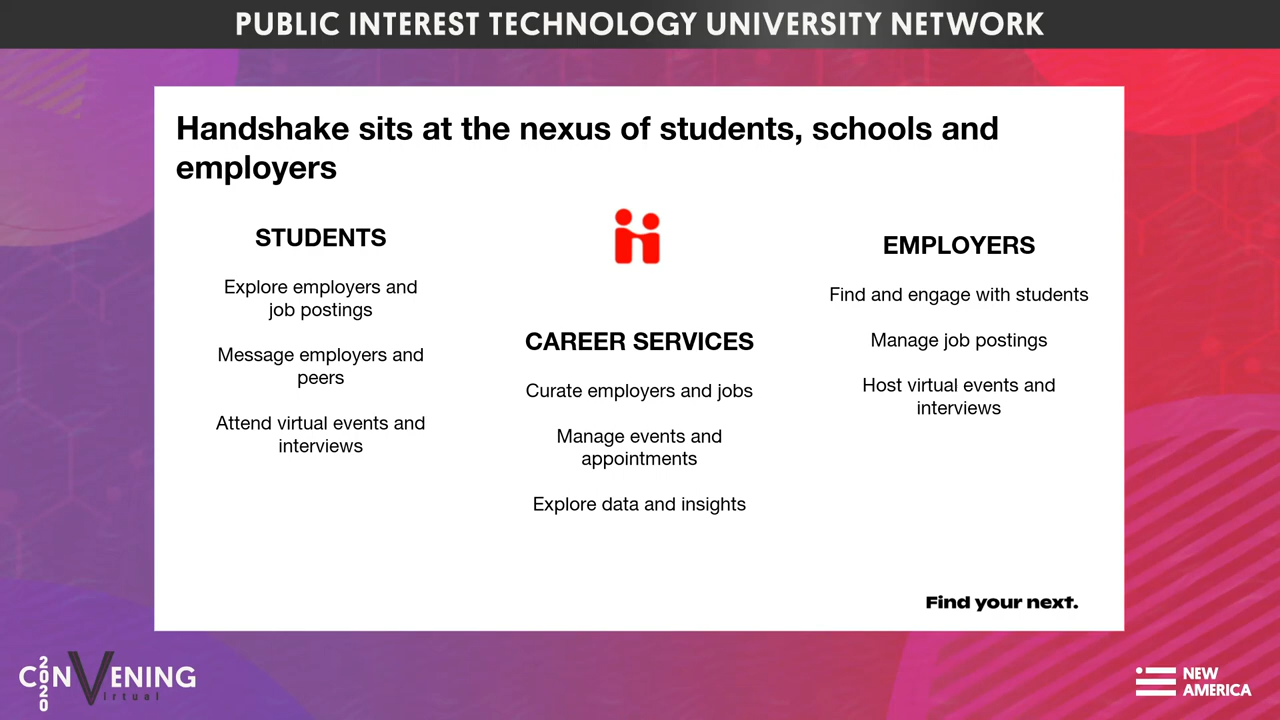 PUBLIC INTEREST TECHNOLOGY UNIVERSITY NETWORK
Handshake sits at the nexus of students, schools and
employers
STUDENTS
Explore employers and
job postings
Message employers and
peers
Attend virtual events and
interviews
CAREER SERVICES
Curate employers and jobs
Manage events and
appointments
Explore data and insights
EMPLOYERS
Find and engage with students
Manage job postings
Host virtual events and
interviews
Find your next.
2020
CONVENING
Virtual
NEW
AMERICA